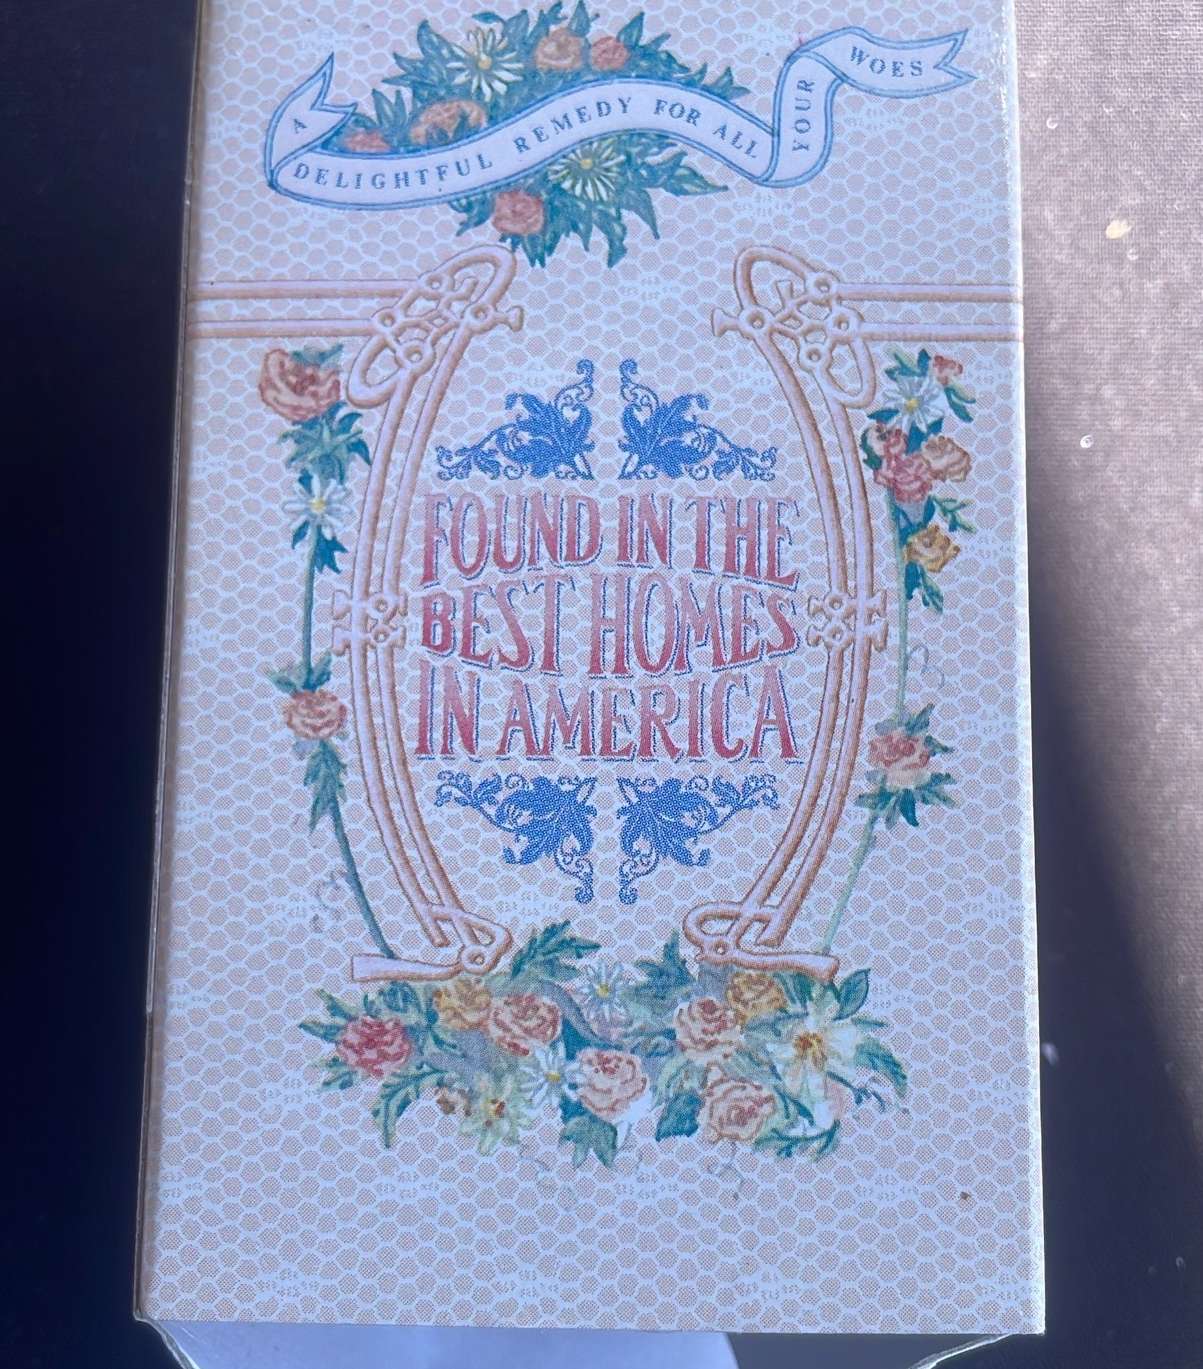 A DELIGHTFUL REMEDY FOR ALL YOUR WOES
FOUND IN THE
BEST HOMES
IN AMERICA